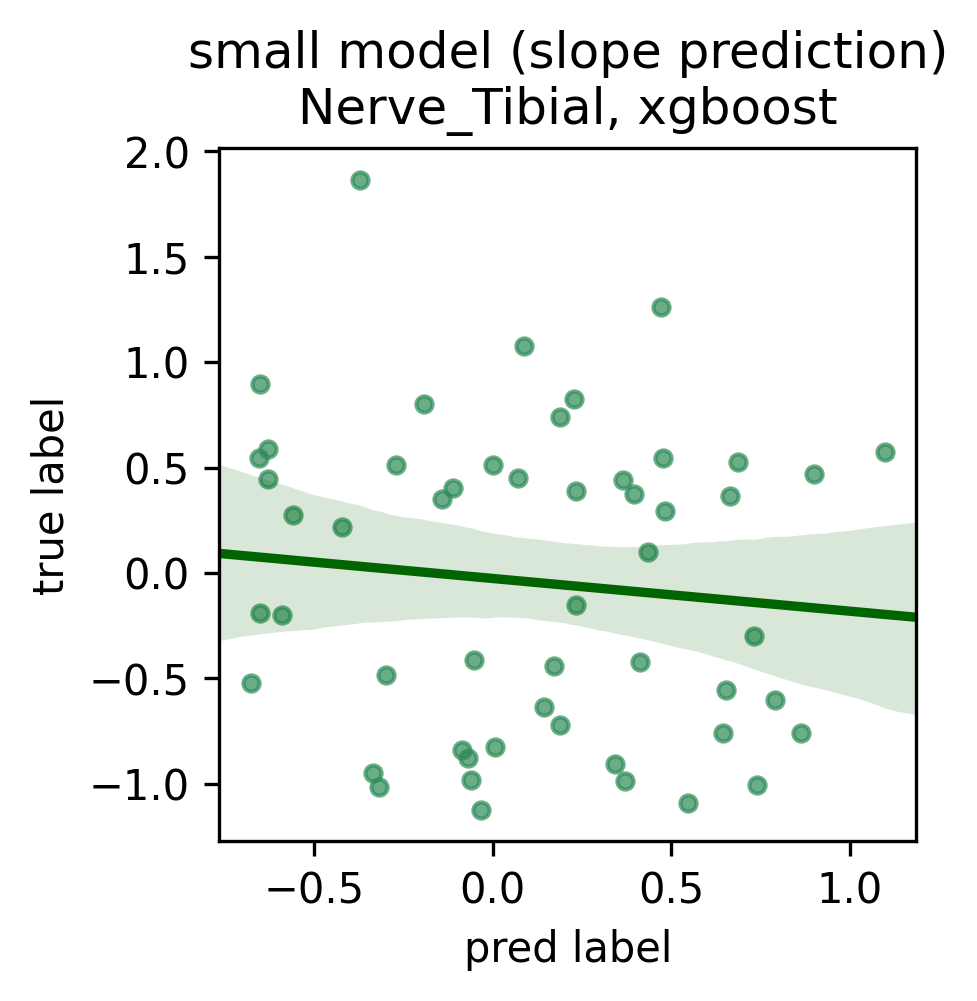 small model (slope prediction)
Nerve_Tibial, xgboost
2.0
1.5
1.0
0.5
0.0
−0.5
−1.0
true label
−0.5 0.0 0.5 1.0
pred label